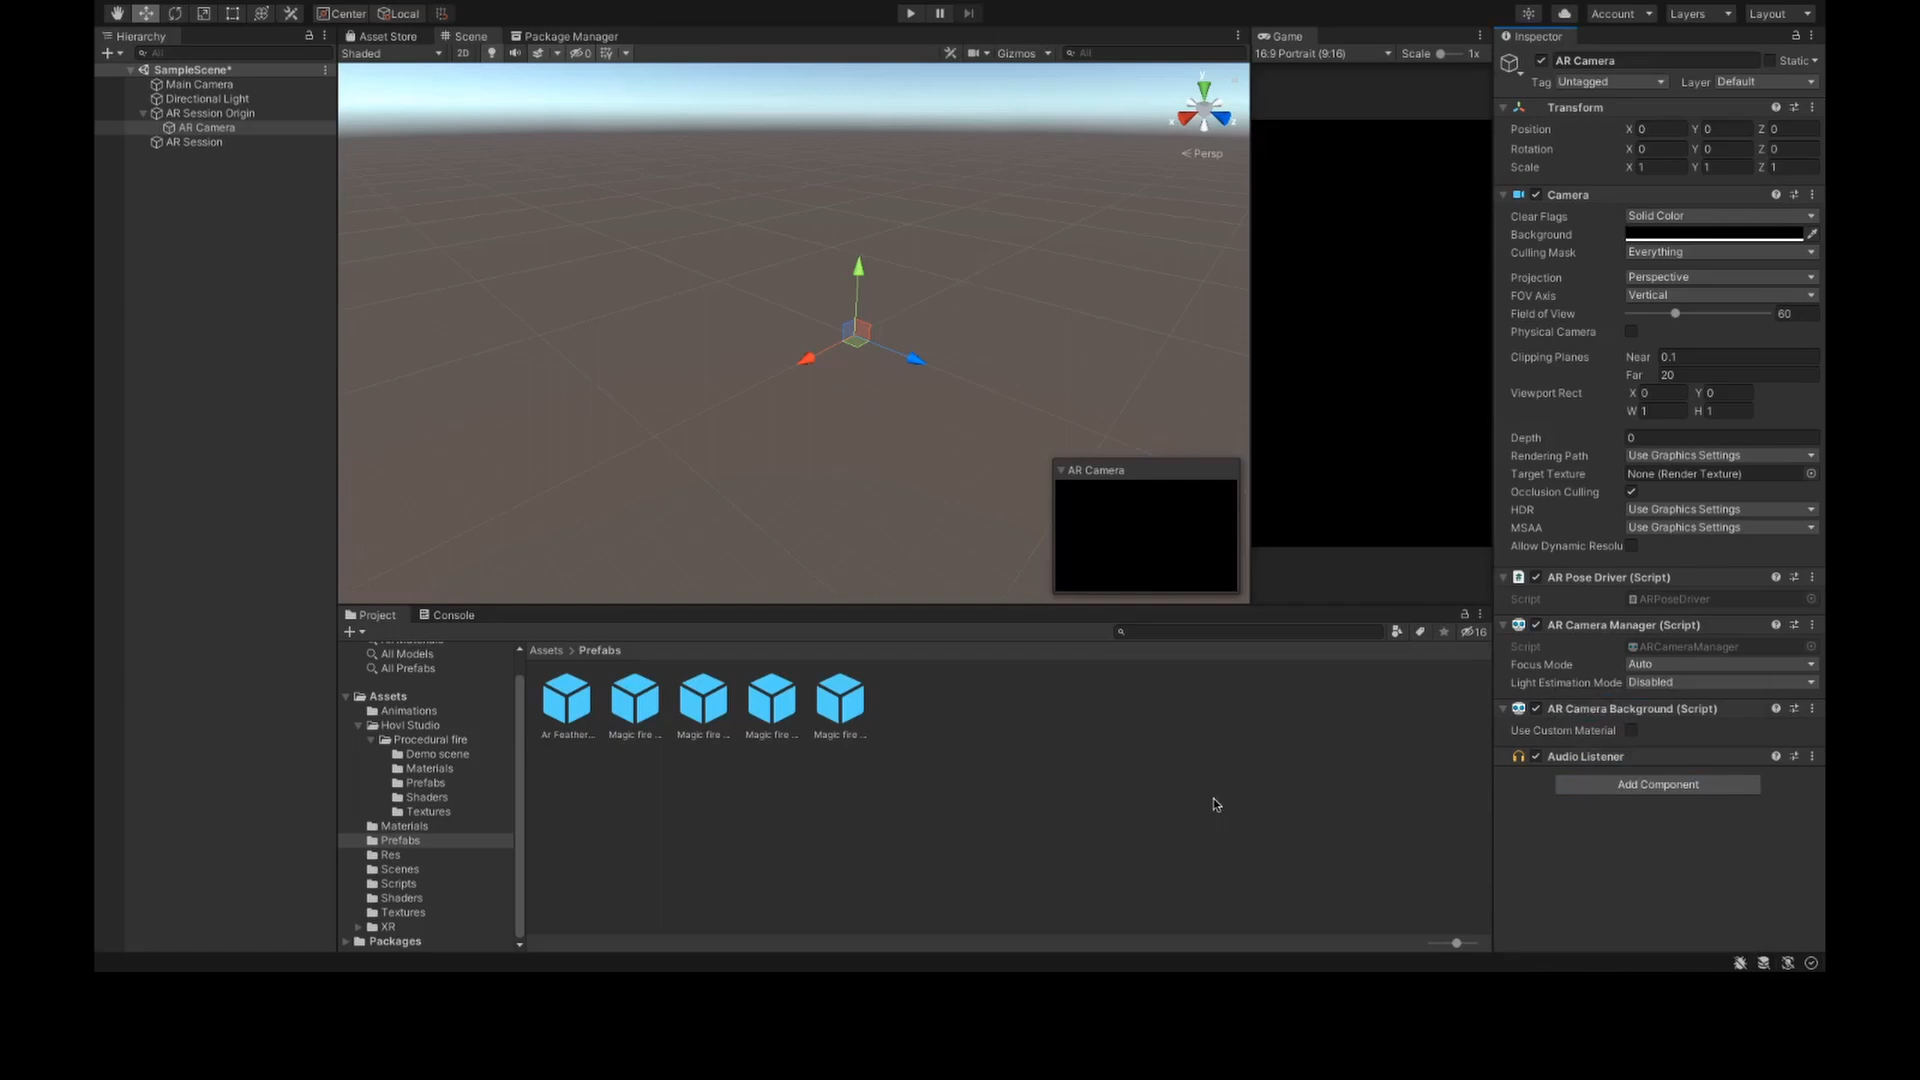 Center Local
Account Layers Layout
Hierarchy
All
SampleScene*
Main Camera
Directional Light
AR Session Origin
AR Camera
AR Session
Asset Store Scene Package Manager
Shaded 2D 0 Gizmos All
y
x z
< Persp
AR Camera
Game
16:9 Portrait (9:16) Scale 1x
Inspector
AR Camera Static
Tag Untagged Layer Default
Transform
Position X 0 Y 0 Z 0
Rotation X 0 Y 0 Z 0
Scale X 1 Y 1 Z 1
Camera
Clear Flags Solid Color
Background
Culling Mask Everything
Projection Perspective
FOV Axis Vertical
Field of View 60
Physical Camera
Clipping Planes Near 0.1
Far 20
Viewport Rect X 0 Y 0
W 1 H 1
Depth 0
Rendering Path Use Graphics Settings
Target Texture None (Render Texture)
Occlusion Culling
HDR Use Graphics Settings
MSAA Use Graphics Settings
Allow Dynamic Resolu
AR Pose Driver (Script)
Script ARPoseDriver
AR Camera Manager (Script)
Script ARCameraManager
Focus Mode Auto
Light Estimation Mode Disabled
AR Camera Background (Script)
Use Custom Material
Audio Listener
Add Component
Project Console
16
All Models
All Prefabs
Assets
Animations
Hovl Studio
Procedural fire
Demo scene
Materials
Prefabs
Shaders
Textures
Materials
Prefabs
Res
Scenes
Scripts
Shaders
Textures
XR
Packages
Assets > Prefabs
Ar Feather... Magic fire ... Magic fire ... Magic fire ... Magic fire ...